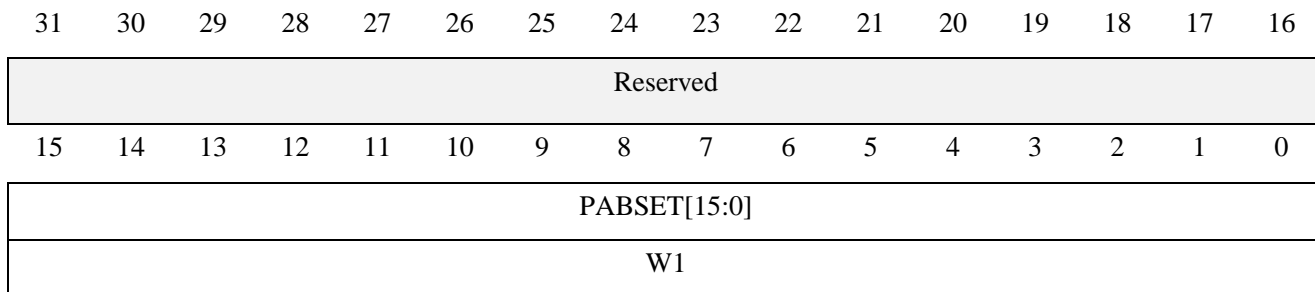 31 30 29 28 27 26 25 24 23 22 21 20 19 18 17 16
Reserved
15 14 13 12 11 10 9 8 7 6 5 4 3 2 1 0
PABSET[15:0]
W1